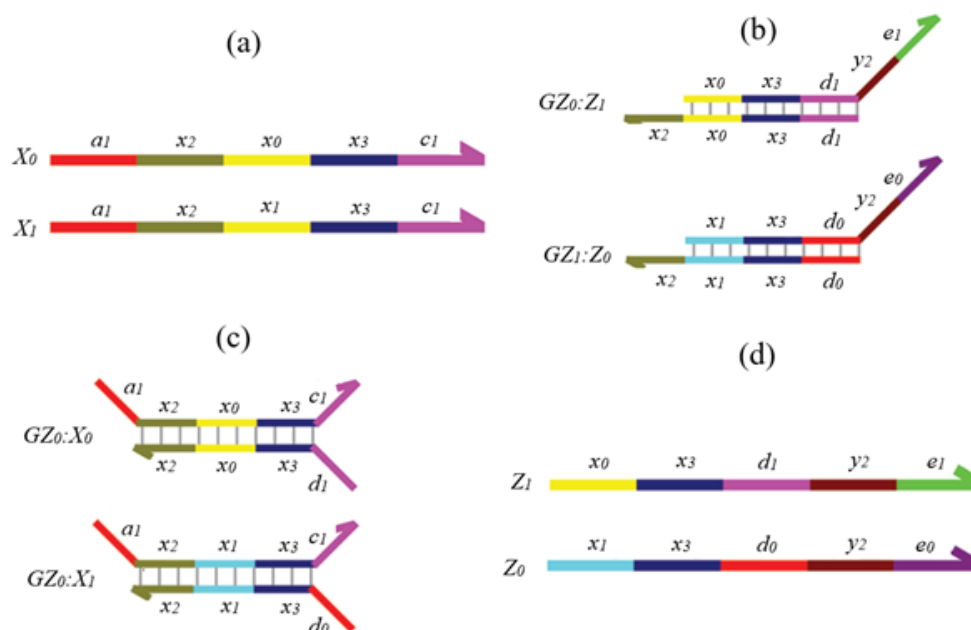 (a)
a1 x2 x0 x3 c1
X0
a1 x2 x1 x3 c1
X1
(b)
e1
y2
x0 x3 d1
GZ0:Z1
x2 x0 x3 d1
e0
y2
x1 x3 d0
GZ1:Z0
x2 x1 x3 d0
(c)
a1 x2 x0 x3 c1
GZ0:X0
x2 x0 x3 d1
a1 x2 x1 x3 c1
GZ0:X1
x2 x1 x3 d0
(d)
x0 x3 d1 y2 e1
Z1
x1 x3 d0 y2 e0
Z0